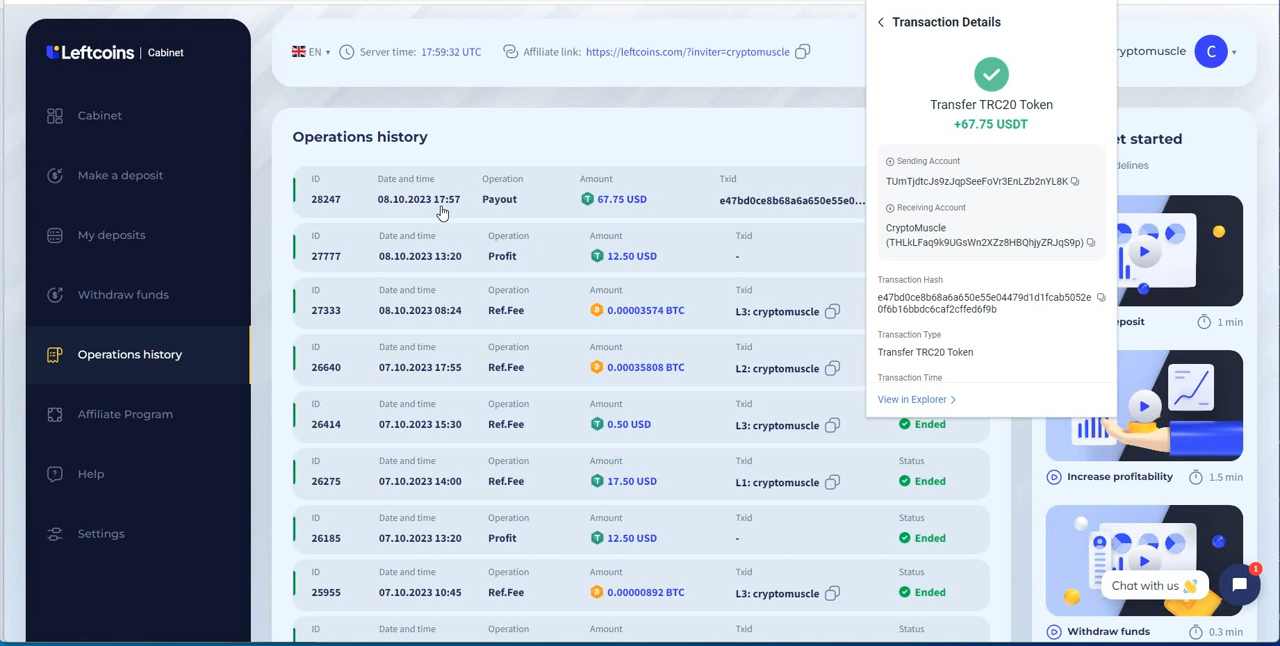 Leftcoins | Cabinet
Cabinet
Make a deposit
My deposits
Withdraw funds
Operations history
Affiliate Program
Help
Settings
EN Server time: 17:59:32 UTC Affiliate link: https://leftcoins.com/?inviter=cryptomuscle
ryptomuscle C
Operations history
ID Date and time Operation Amount Txid
28247 08.10.2023 17:57 Payout 67.75 USD e47bd0ce8b68a6a650e55e0...
ID Date and time Operation Amount Txid
27777 08.10.2023 13:20 Profit 12.50 USD -
ID Date and time Operation Amount Txid
27333 08.10.2023 08:24 Ref.Fee 0.00003574 BTC L3: cryptomuscle
ID Date and time Operation Amount Txid
26640 07.10.2023 17:55 Ref.Fee 0.00035808 BTC L2: cryptomuscle
ID Date and time Operation Amount Txid
26414 07.10.2023 15:30 Ref.Fee 0.50 USD L3: cryptomuscle Ended
ID Date and time Operation Amount Txid Status
26275 07.10.2023 14:00 Ref.Fee 17.50 USD L1: cryptomuscle Ended
ID Date and time Operation Amount Txid Status
26185 07.10.2023 13:20 Profit 12.50 USD - Ended
ID Date and time Operation Amount Txid Status
25955 07.10.2023 10:45 Ref.Fee 0.00000892 BTC L3: cryptomuscle Ended
ID Date and time Operation Amount Txid Status
Transaction Details
Transfer TRC20 Token
+67.75 USDT
Sending Account
TUmTjdtcJs9zJqpSeeFoVr3EnLZb2nYL8K
Receiving Account
CryptoMuscle
(THLkLFaq9k9UGsWn2XZz8HBQhjyZRJqS9p)
Transaction Hash
e47bd0ce8b68a6a650e55e04479d1d1fcab5052e
0f6b16bbdc6caf2cffed6f9b
Transaction Type
Transfer TRC20 Token
Transaction Time
View in Explorer
et started
delines
eposit 1 min
Increase profitability 1.5 min
Chat with us 👋 1
Withdraw funds 0.3 min